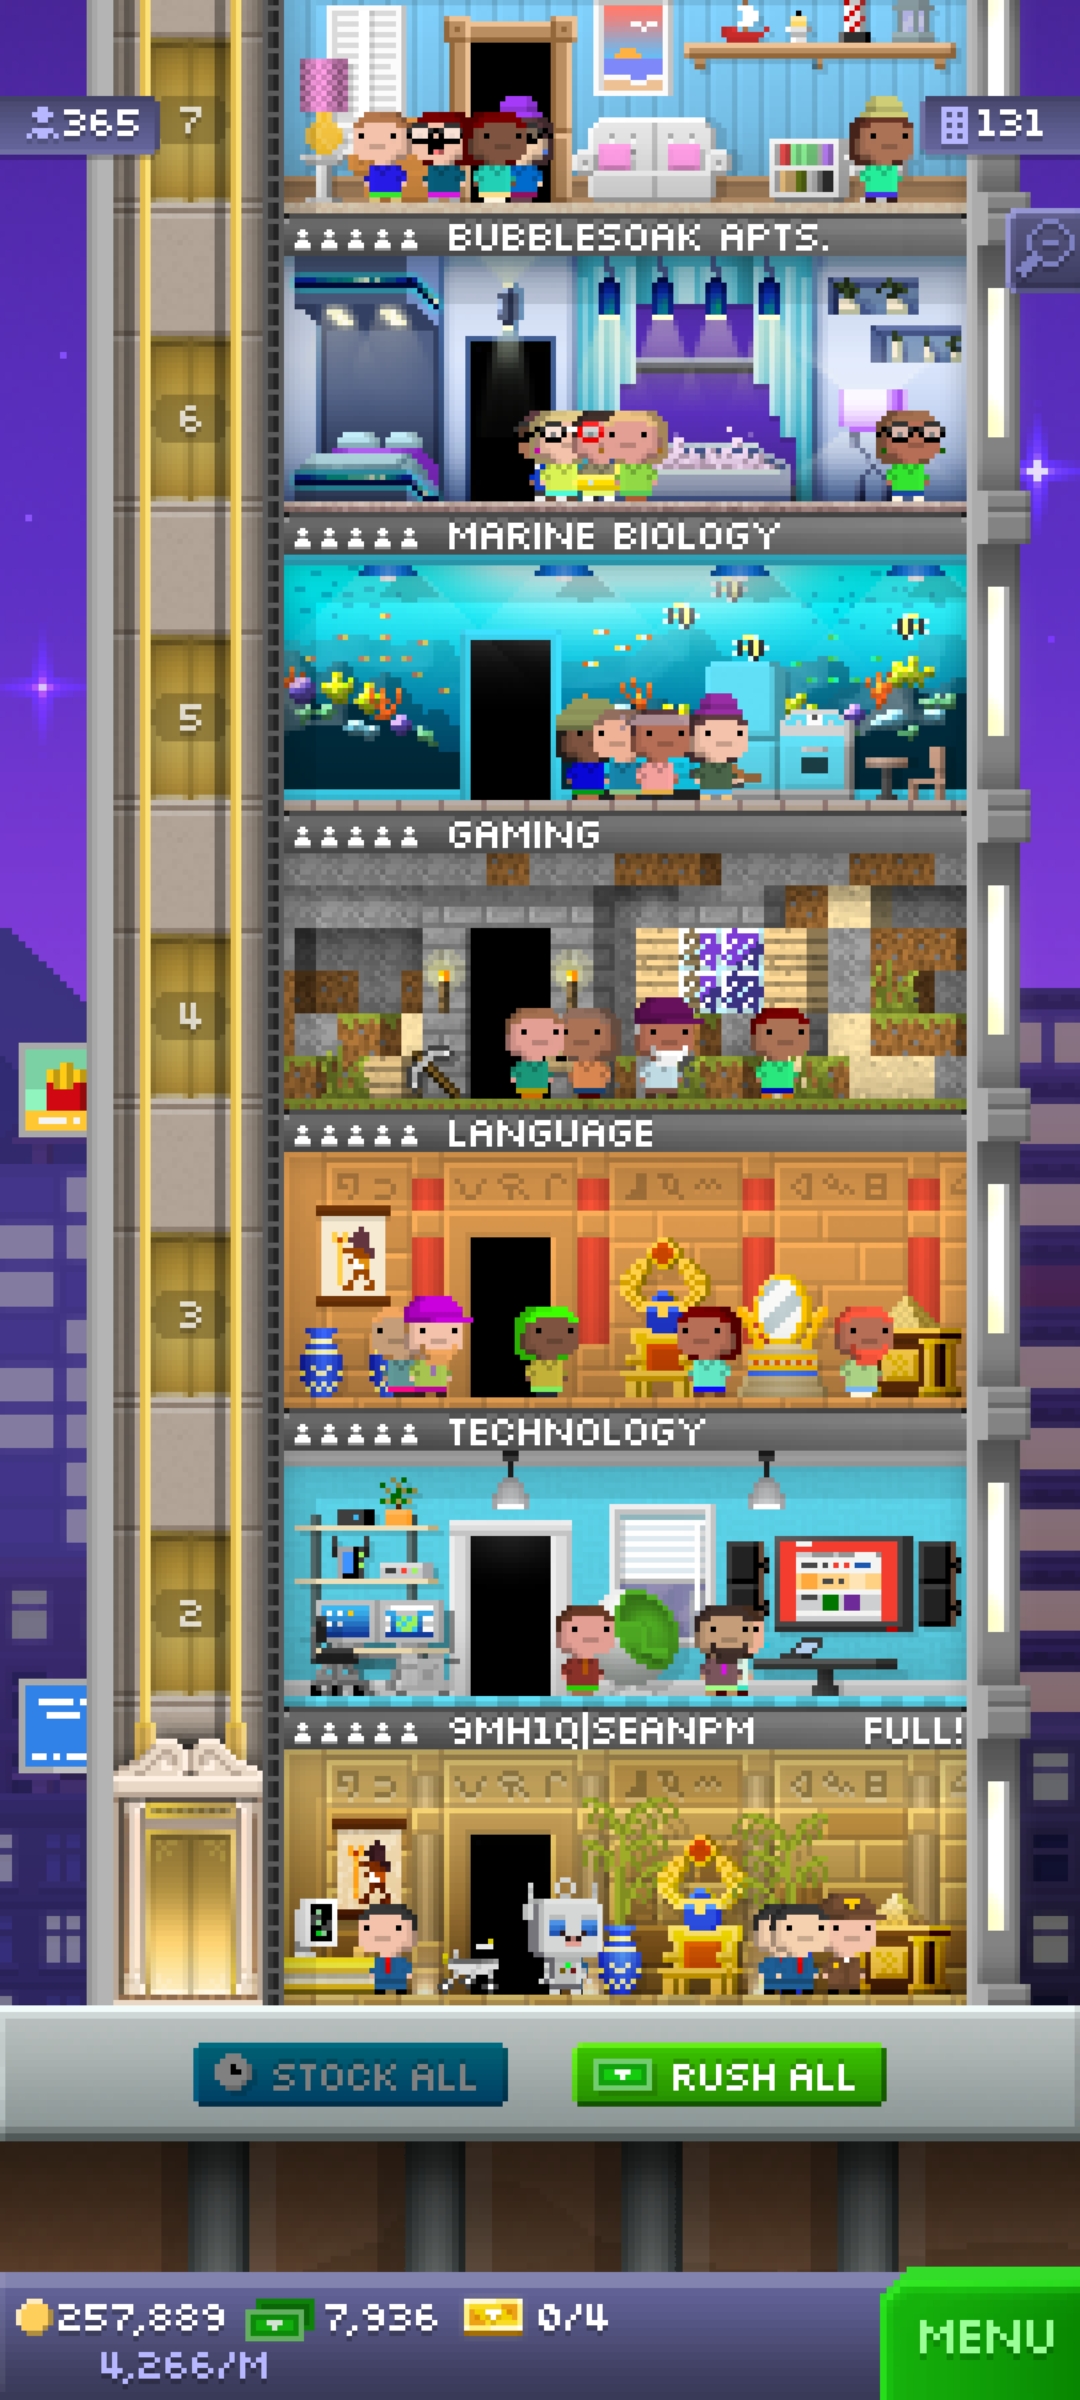 7
365
131
BUBBLESOAK APTS.
6
MARINE BIOLOGY
5
GAMING
4
LANGUAGE
3
TECHNOLOGY
2
9MH1Q|SEANPM FULL!
STOCK ALL
RUSH ALL
257,889 7,936 0/4
4,266/M
MENU